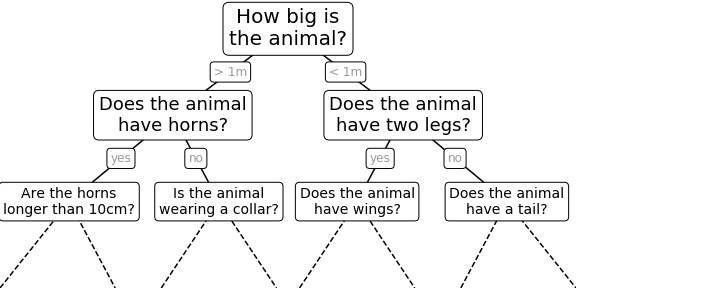 How big is
the animal?
> 1m
< 1m
Does the animal
have horns?
Does the animal
have two legs?
yes
no
yes
no
Are the horns
longer than 10cm?
Is the animal
wearing a collar?
Does the animal
have wings?
Does the animal
have a tail?